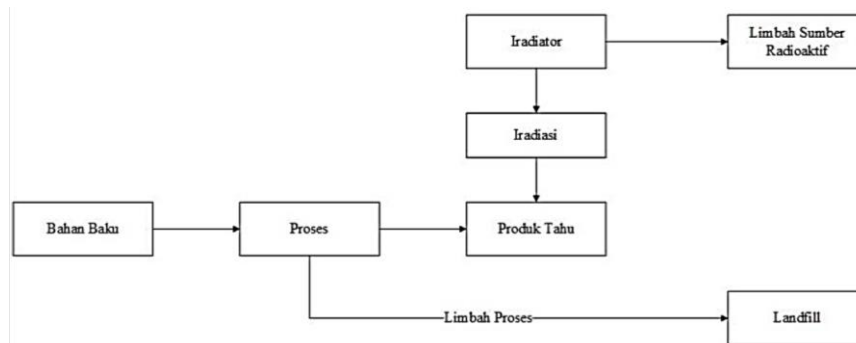 Iradiator
Limbah Sumber
Radioaktif
Iradiasi
Bahan Baku
Proses
Produk Tahu
Limbah Proses
Landfill